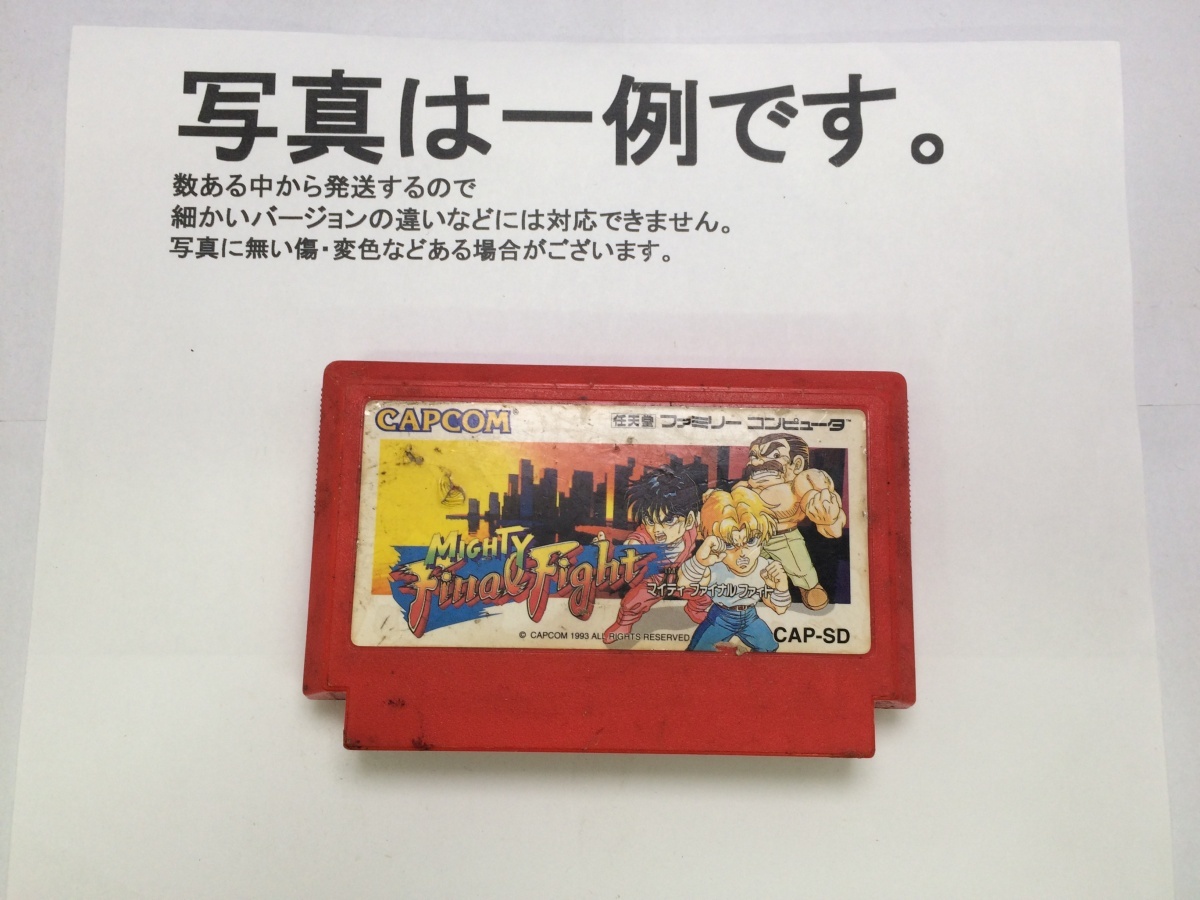 写真は一例です。
数ある中から発送するので
細かいバージョンの違いなどには対応できません。
写真に無い傷・変色などある場合がございます。
CAPCOM®
任天堂 ファミリーコンピュータ™
MIGHTY
Final Fight
マイティファイナルファイト
© CAPCOM 1993 ALL RIGHTS RESERVED
CAP-SD